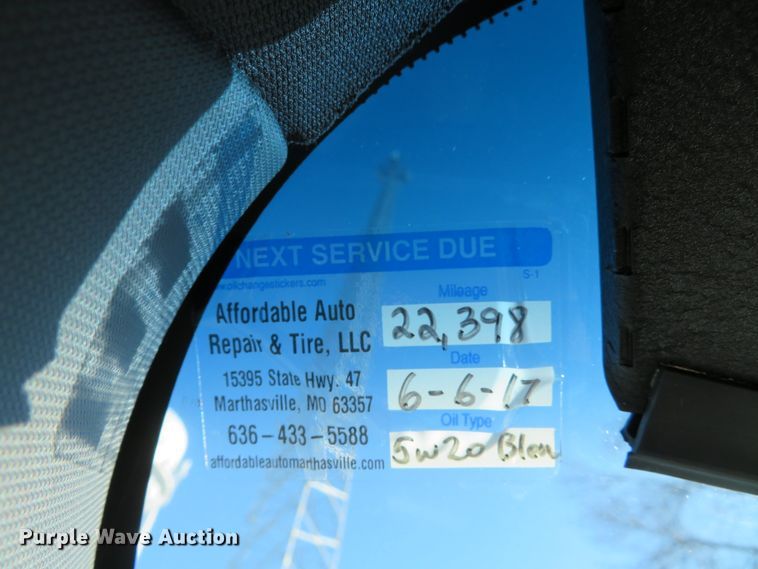 NEXT SERVICE DUE
www.oilchangestickers.com
S-1
Affordable Auto
Repair & Tire, LLC
15395 State Hwy. 47
Marthasville, MO 63357
636-433-5588
affordableautomarthasville.com
Mileage
22,398
Date
6-6-17
Oil Type
5w20 Blen
Purple Wave Auction